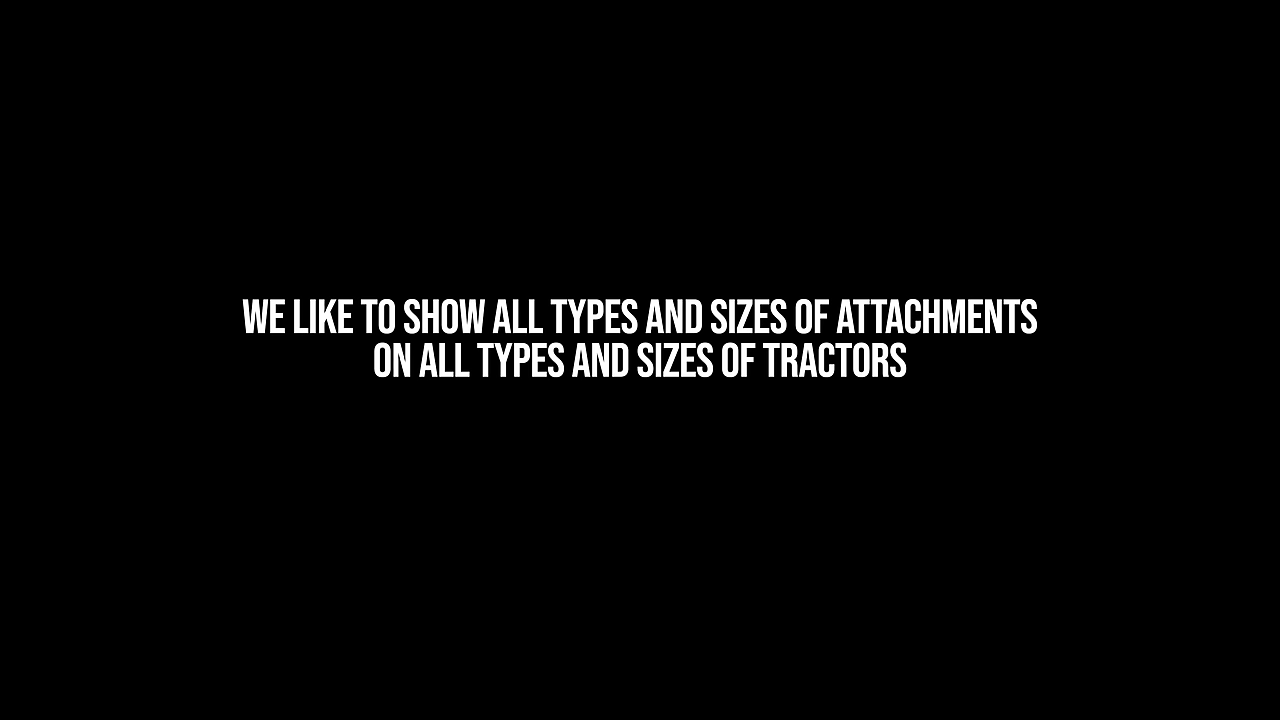 WE LIKE TO SHOW ALL TYPES AND SIZES OF ATTACHMENTS
ON ALL TYPES AND SIZES OF TRACTORS